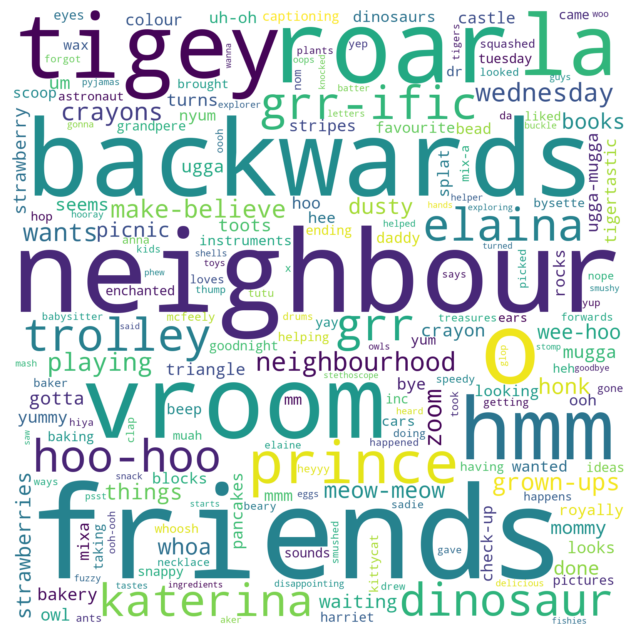 eyes uh-oh captioning dinosaurs castle came woo
tigey roar la
wax colour yep tigers plants squashed guys
forgot um brought dr looked tuesday wanna oops knocked
scoop astronaut pyjamas turns nom batter da wednesday
crayons explorer grr-ific
strawberry grandpere nyum letters favourite bead liked buckle books
stripes gonna
backwards
ugga oooh splat mix-a helper ugga-mugga tigertastic
seems hop make-believe hoo hands dusty exploring bysette
hooray hee
wants picnic anna toots ending daddy helped elaina
kids instruments turned picked rocks
phew shells x says nope
neighbour
enchanted loves toys tutu
babysitter thump treasures ears yup smushy
said mcfeely yay crayon forwards
trolley drums grr o wee-hoo
mash goodnight helping owls yum stomp mugga
playing triangle neighbourhood glop heh goodbye
stethoscope looking
baker gotta bye speedy honk gone
vroom mm inc zoom took getting ooh
yummy hiya beep cars hmm
baking clap muah elaine heard doing
saw hoo-hoo happened having wanted ideas
snack heyyy prince
ways things blocks mmm meow-meow grown-ups
psst pancakes eggs sadie happens
strawberries mixa ooh-ooh starts beary royally
whoosh smushed kittycat check-up mommy
taking whoa sounds gave
necklace snappy looks
fuzzy friends done
bakery tastes ingredients disappointing drew delicious pictures
owl katerina waiting dinosaur
ants aker harriet fishies